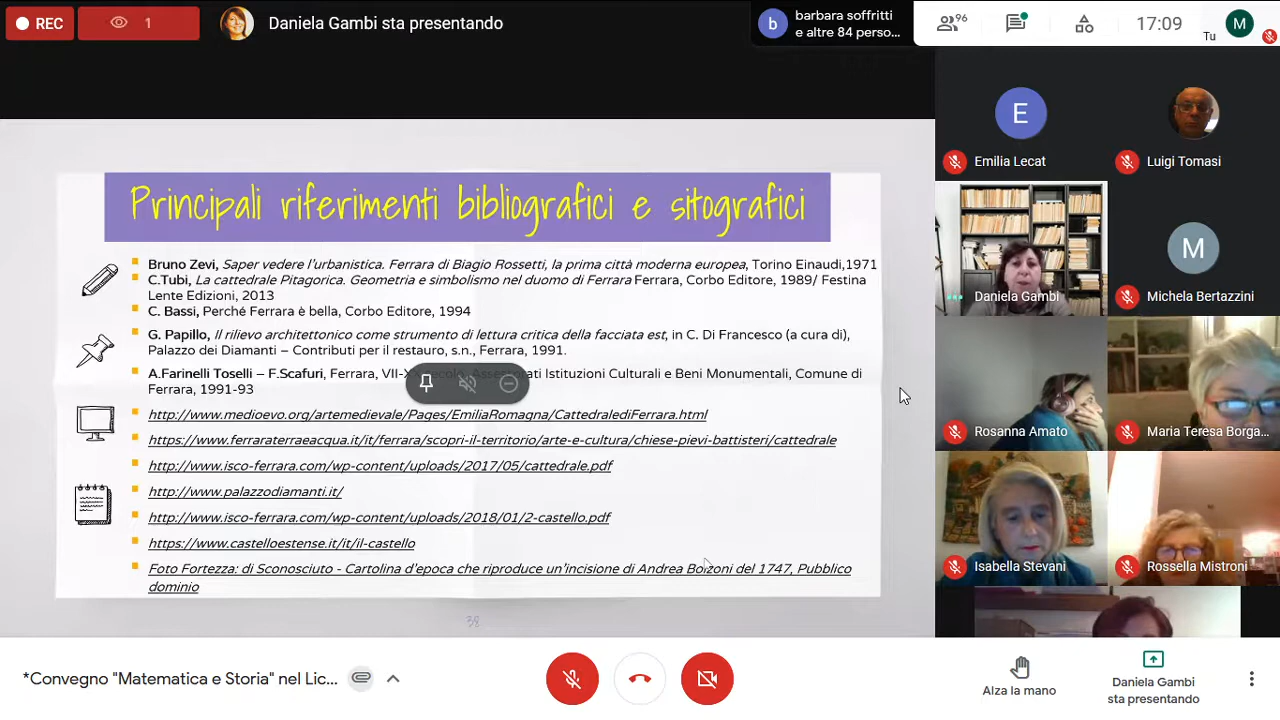 REC
1
Daniela Gambi sta presentando
b
barbara soffritti
e altre 84 perso...
96
17:09
Tu
M
Principali riferimenti bibliografici e sitografici
Bruno Zevi, Saper vedere l'urbanistica. Ferrara di Biagio Rossetti, la prima città moderna europea, Torino Einaudi,1971
C.Tubi, La cattedrale Pitagorica. Geometria e simbolismo nel duomo di Ferrara Ferrara, Corbo Editore, 1989/ Festina
Lente Edizioni, 2013
C. Bassi, Perché Ferrara è bella, Corbo Editore, 1994
G. Papillo, Il rilievo architettonico come strumento di lettura critica della facciata est, in C. Di Francesco (a cura di),
Palazzo dei Diamanti – Contributi per il restauro, s.n., Ferrara, 1991.
A.Farinelli Toselli – F.Scafuri, Ferrara, Istituzioni Culturali e Beni Monumentali, Comune di
Ferrara, 1991-93
http://www.medioevo.org/artemedievale/Pages/EmiliaRomagna/CattedralediFerrara.html
https://www.ferraraterraeacqua.it/it/ferrara/scopri-il-territorio/arte-e-cultura/chiese-pievi-battisteri/cattedrale
http://www.isco-ferrara.com/wp-content/uploads/2017/05/cattedrale.pdf
http://www.palazzodiamanti.it/
http://www.isco-ferrara.com/wp-content/uploads/2018/01/2-castello.pdf
https://www.castelloestense.it/it/il-castello
Foto Fortezza: di Sconosciuto - Cartolina d'epoca che riproduce un'incisione di Andrea Bolzoni del 1747, Pubblico
dominio
38
E
Emilia Lecat
Luigi Tomasi
Daniela Gambi
M
Michela Bertazzini
Rosanna Amato
Maria Teresa Borga...
Isabella Stevani
Rossella Mistroni
*Convegno "Matematica e Storia" nel Lic...
Alza la mano
Daniela Gambi
sta presentando